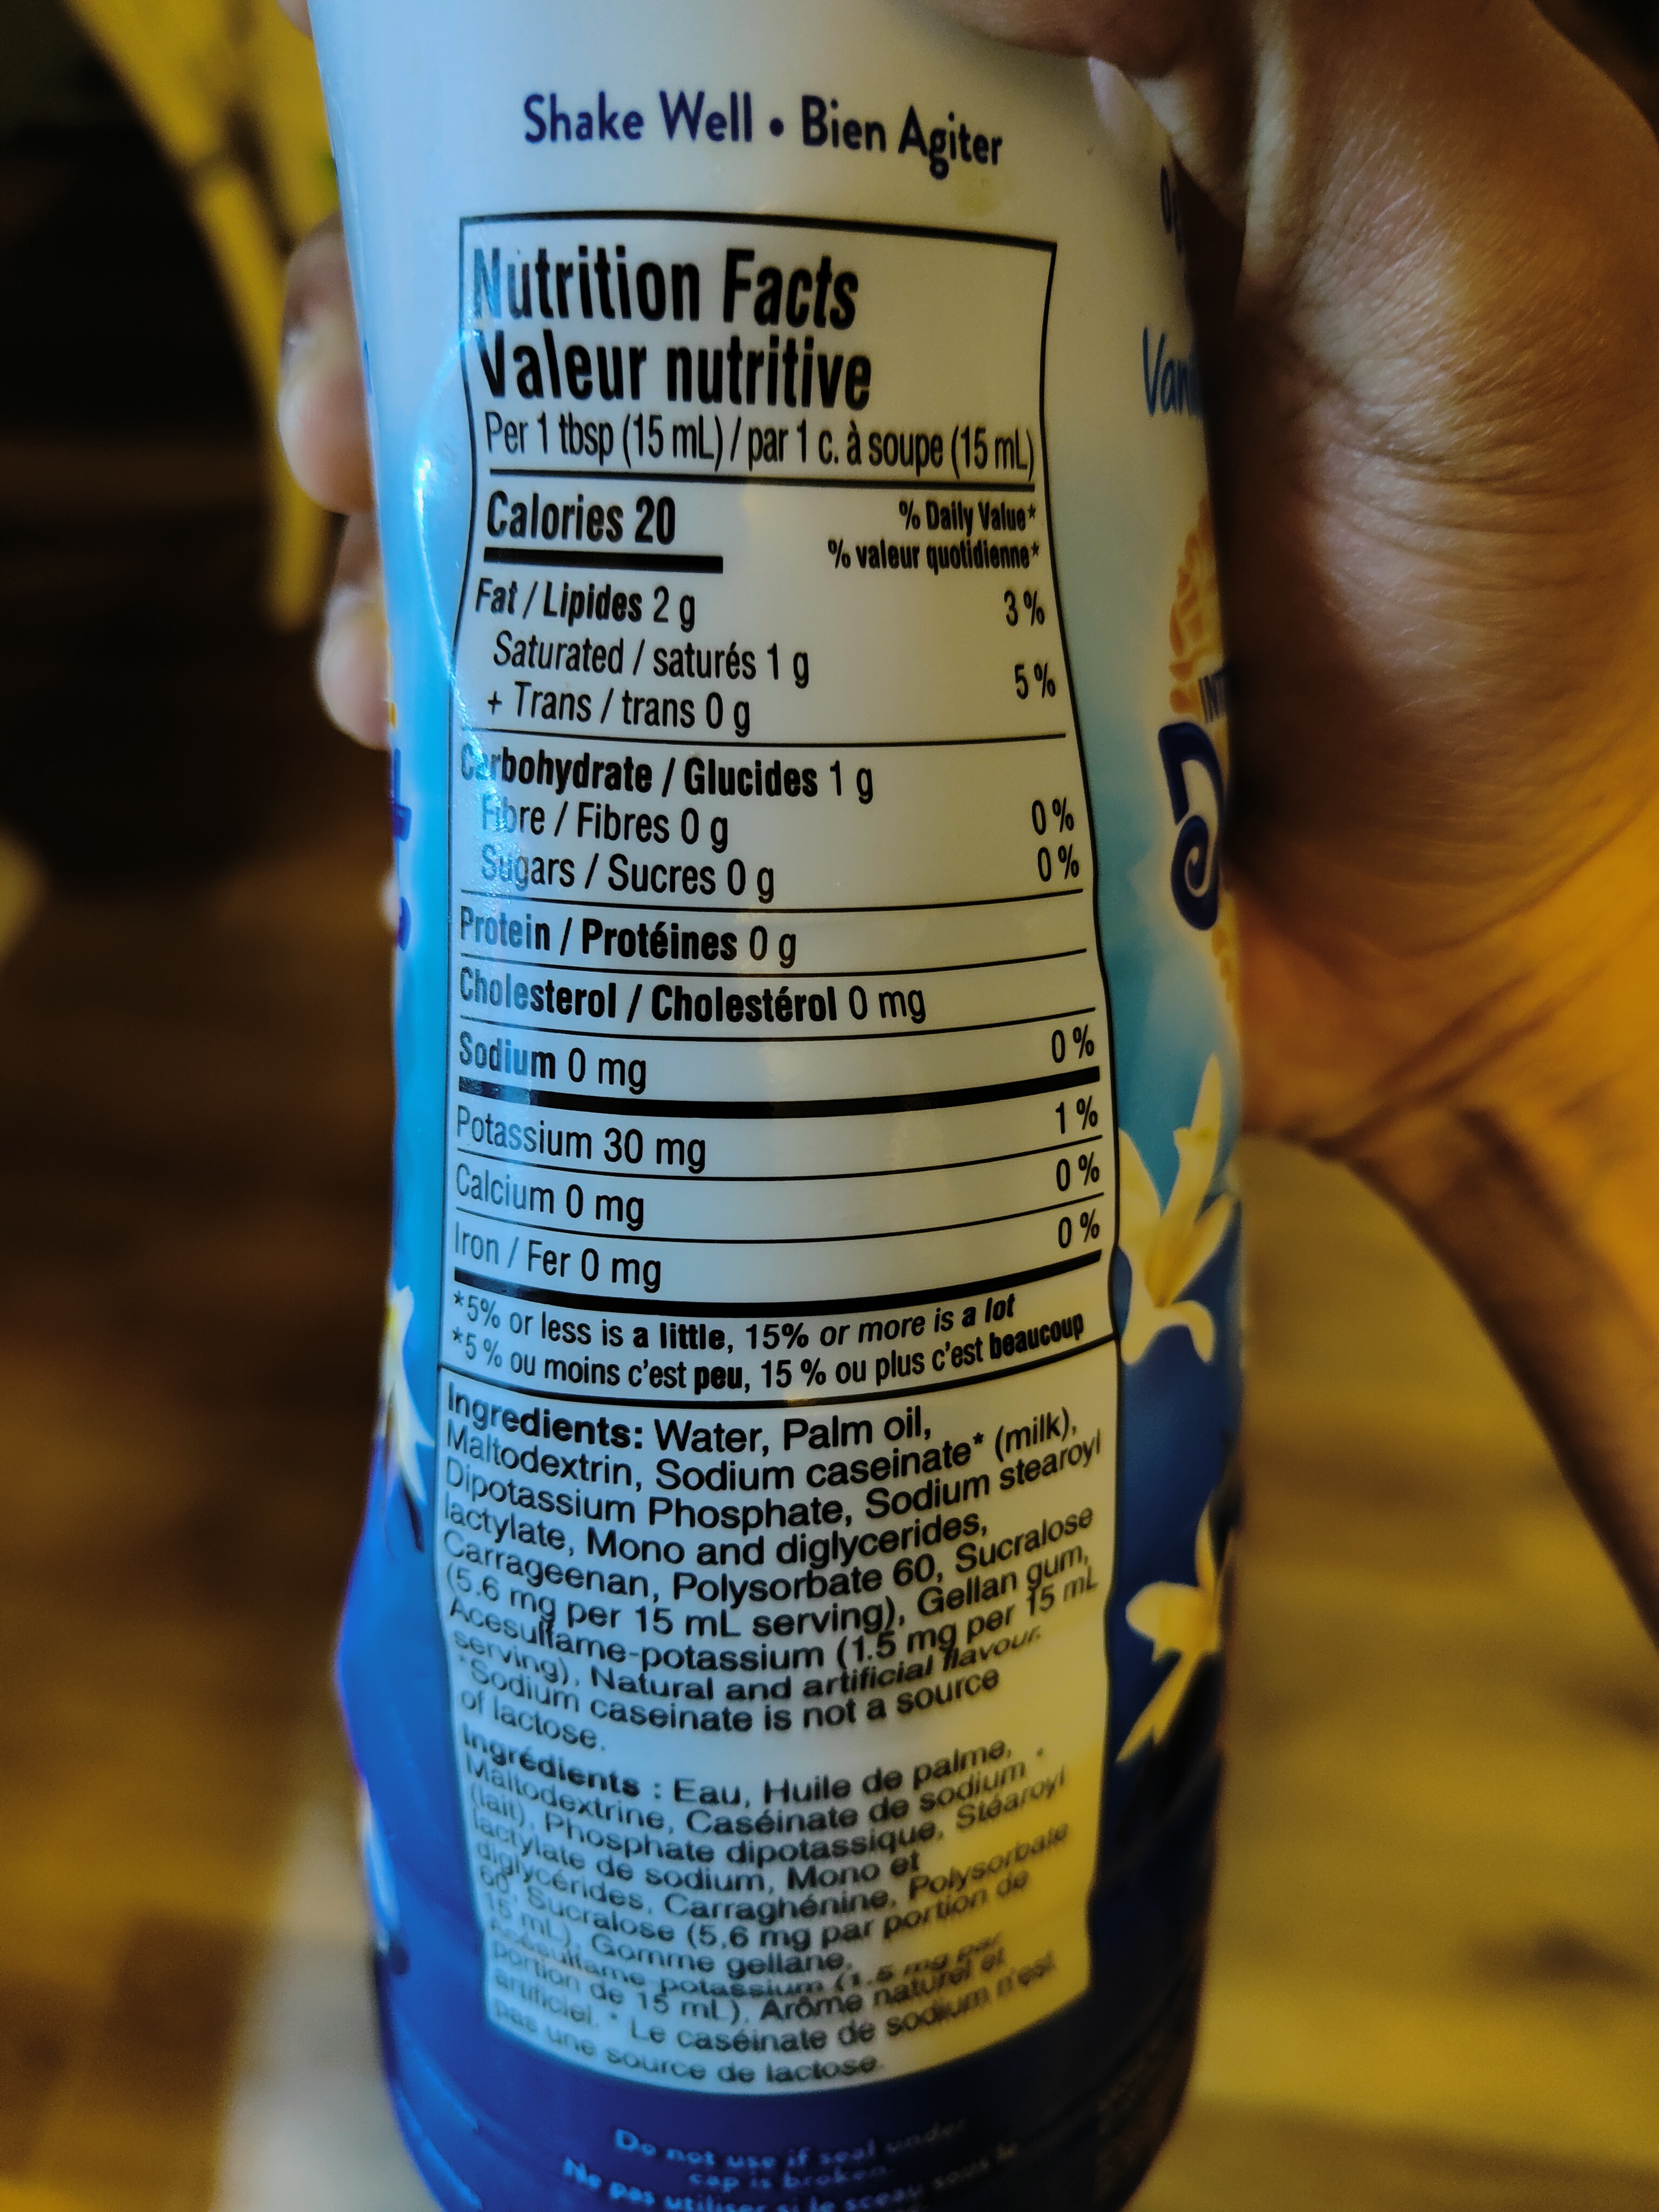 Shake Well • Bien Agiter
Nutrition Facts
Valeur nutritive
Per 1 tbsp (15 mL) / par 1 c. à soupe (15 mL)
Calories 20
% Daily Value*
% valeur quotidienne*
Fat / Lipides 2 g 3 %
Saturated / saturés 1 g
+ Trans / trans 0 g 5 %
Carbohydrate / Glucides 1 g
Fibre / Fibres 0 g 0 %
Sugars / Sucres 0 g 0 %
Protein / Protéines 0 g
Cholesterol / Cholestérol 0 mg
Sodium 0 mg 0 %
Potassium 30 mg 1 %
Calcium 0 mg 0 %
Iron / Fer 0 mg 0 %
*5% or less is a little, 15% or more is a lot
*5 % ou moins c'est peu, 15 % ou plus c'est beaucoup
Ingredients: Water, Palm oil,
Maltodextrin, Sodium caseinate* (milk),
Dipotassium Phosphate, Sodium stearoyl
lactylate, Mono and diglycerides,
Carrageenan, Polysorbate 60, Sucralose
(5.6 mg per 15 mL serving), Gellan gum,
Acesulfame-potassium (1.5 mg per 15 mL
serving), Natural and artificial flavour.
*Sodium caseinate is not a source
of lactose.
Ingrédients : Eau, Huile de palme,
Maltodextrine, Caséinate de sodium
(lait), Phosphate dipotassique, Stéaroyl
lactylate de sodium, Mono et
diglycérides, Carraghénine, Polysorbate
60, Sucralose (5,6 mg par portion de
15 mL), Gomme gellane,
Acésulfame-potassium (1.5 mg par
portion de 15 mL), Arôme naturel et
artificiel. * Le caséinate de sodium n'est
pas une source de lactose.
Do not use if seal under
cap is broken.
Ne pas utiliser si le sceau sous le